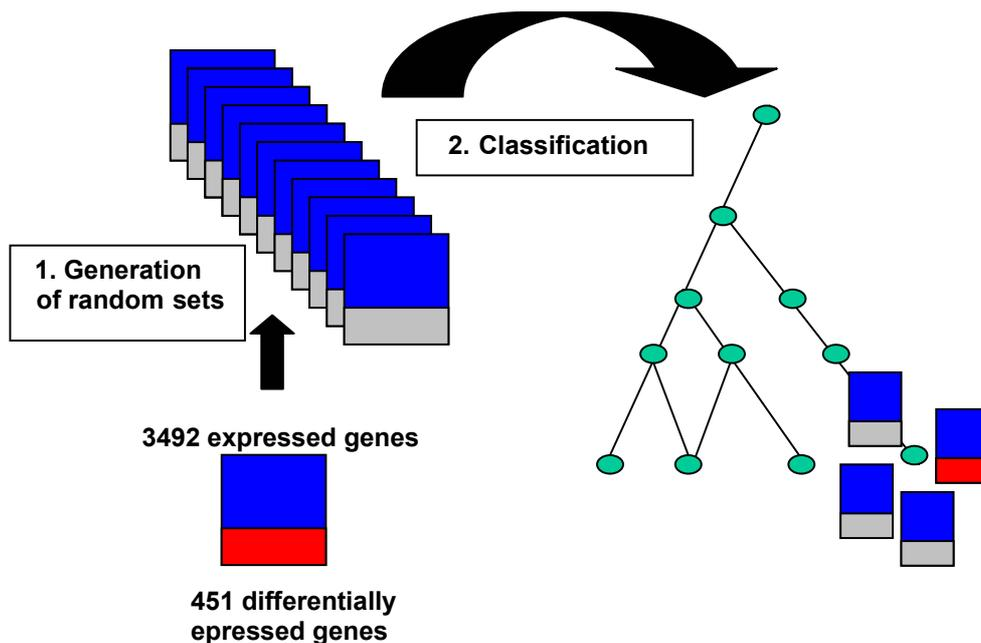 2. Classification
1. Generation
of random sets
3492 expressed genes
451 differentially
epressed genes